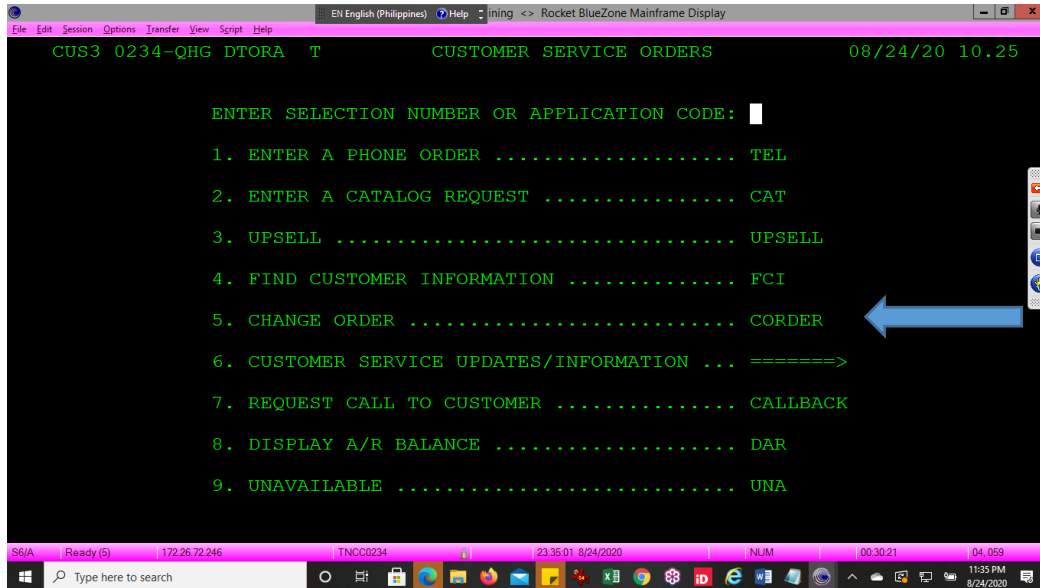 EN English (Philippines) Help ining <> Rocket BlueZone Mainframe Display
File Edit Session Options Transfer View Script Help
CUS3 0234-QHG DTORA T CUSTOMER SERVICE ORDERS 08/24/20 10.25
ENTER SELECTION NUMBER OR APPLICATION CODE:
1. ENTER A PHONE ORDER .................... TEL
2. ENTER A CATALOG REQUEST ................ CAT
3. UPSELL ................................. UPSELL
4. FIND CUSTOMER INFORMATION .............. FCI
5. CHANGE ORDER ........................... CORDER
6. CUSTOMER SERVICE UPDATES/INFORMATION ... =======>
7. REQUEST CALL TO CUSTOMER ............... CALLBACK
8. DISPLAY A/R BALANCE .................... DAR
9. UNAVAILABLE ............................ UNA
S6/A Ready (5) 172.26.72.246 TNCC0234 23:35:01 8/24/2020 NUM 00:30:21 04, 059
Type here to search 11:35 PM
8/24/2020